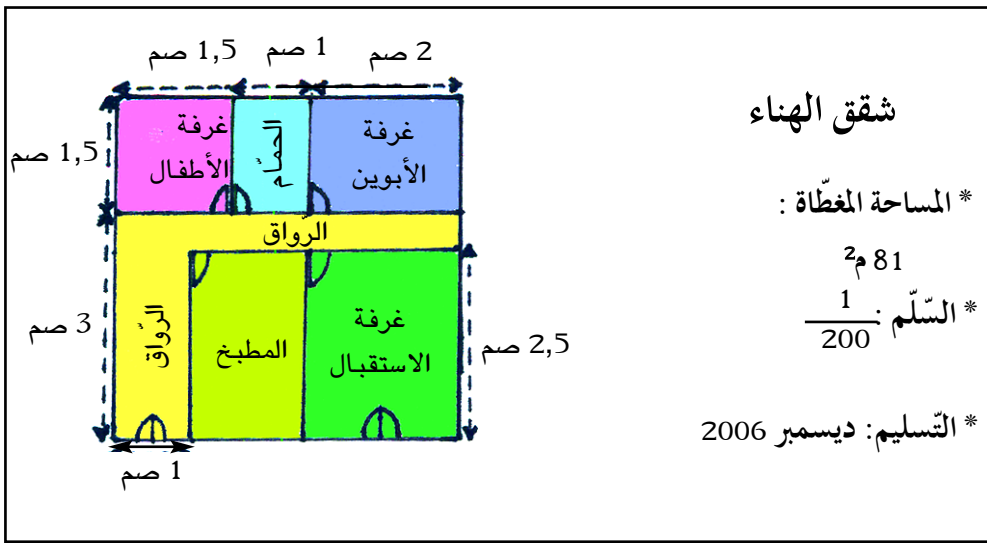 شقق الهناء
* المساحة المغطّاة :
81 م²
* السّلّم : 1/200
* التّسليم: ديسمبر 2006
2 صم
1 صم
1,5 صم
غرفة
الأبوين
الحمّام
غرفة
الأطفال
1,5 صم
الرّواق
غرفة
الاستقبال
المطبخ
الرّواق
3 صم
2,5 صم
1 صم